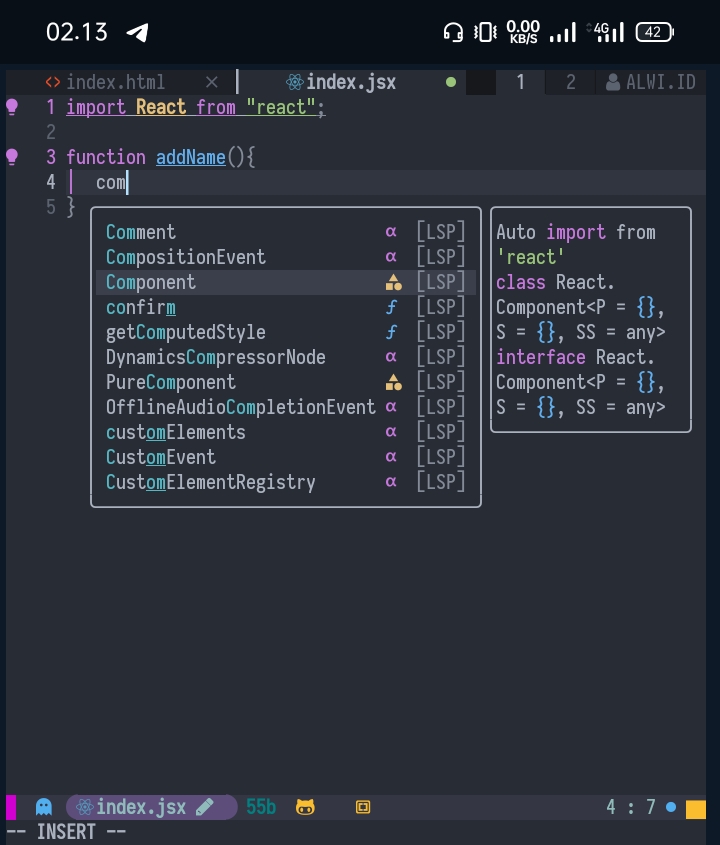 02.13 0.00 KB/S 4G 42
index.html × index.jsx 1 2 ALWI.ID
1 import React from "react";
2
3 function addName(){
4 com
5 }
Comment α [LSP]
CompositionEvent α [LSP]
Component [LSP]
confirm ƒ [LSP]
getComputedStyle ƒ [LSP]
DynamicsCompressorNode α [LSP]
PureComponent [LSP]
OfflineAudioCompletionEvent α [LSP]
customElements α [LSP]
CustomEvent α [LSP]
CustomElementRegistry α [LSP]
Auto import from
'react'
class React.
Component<P = {},
S = {}, SS = any>
interface React.
Component<P = {},
S = {}, SS = any>
index.jsx 55b 4 : 7
-- INSERT --